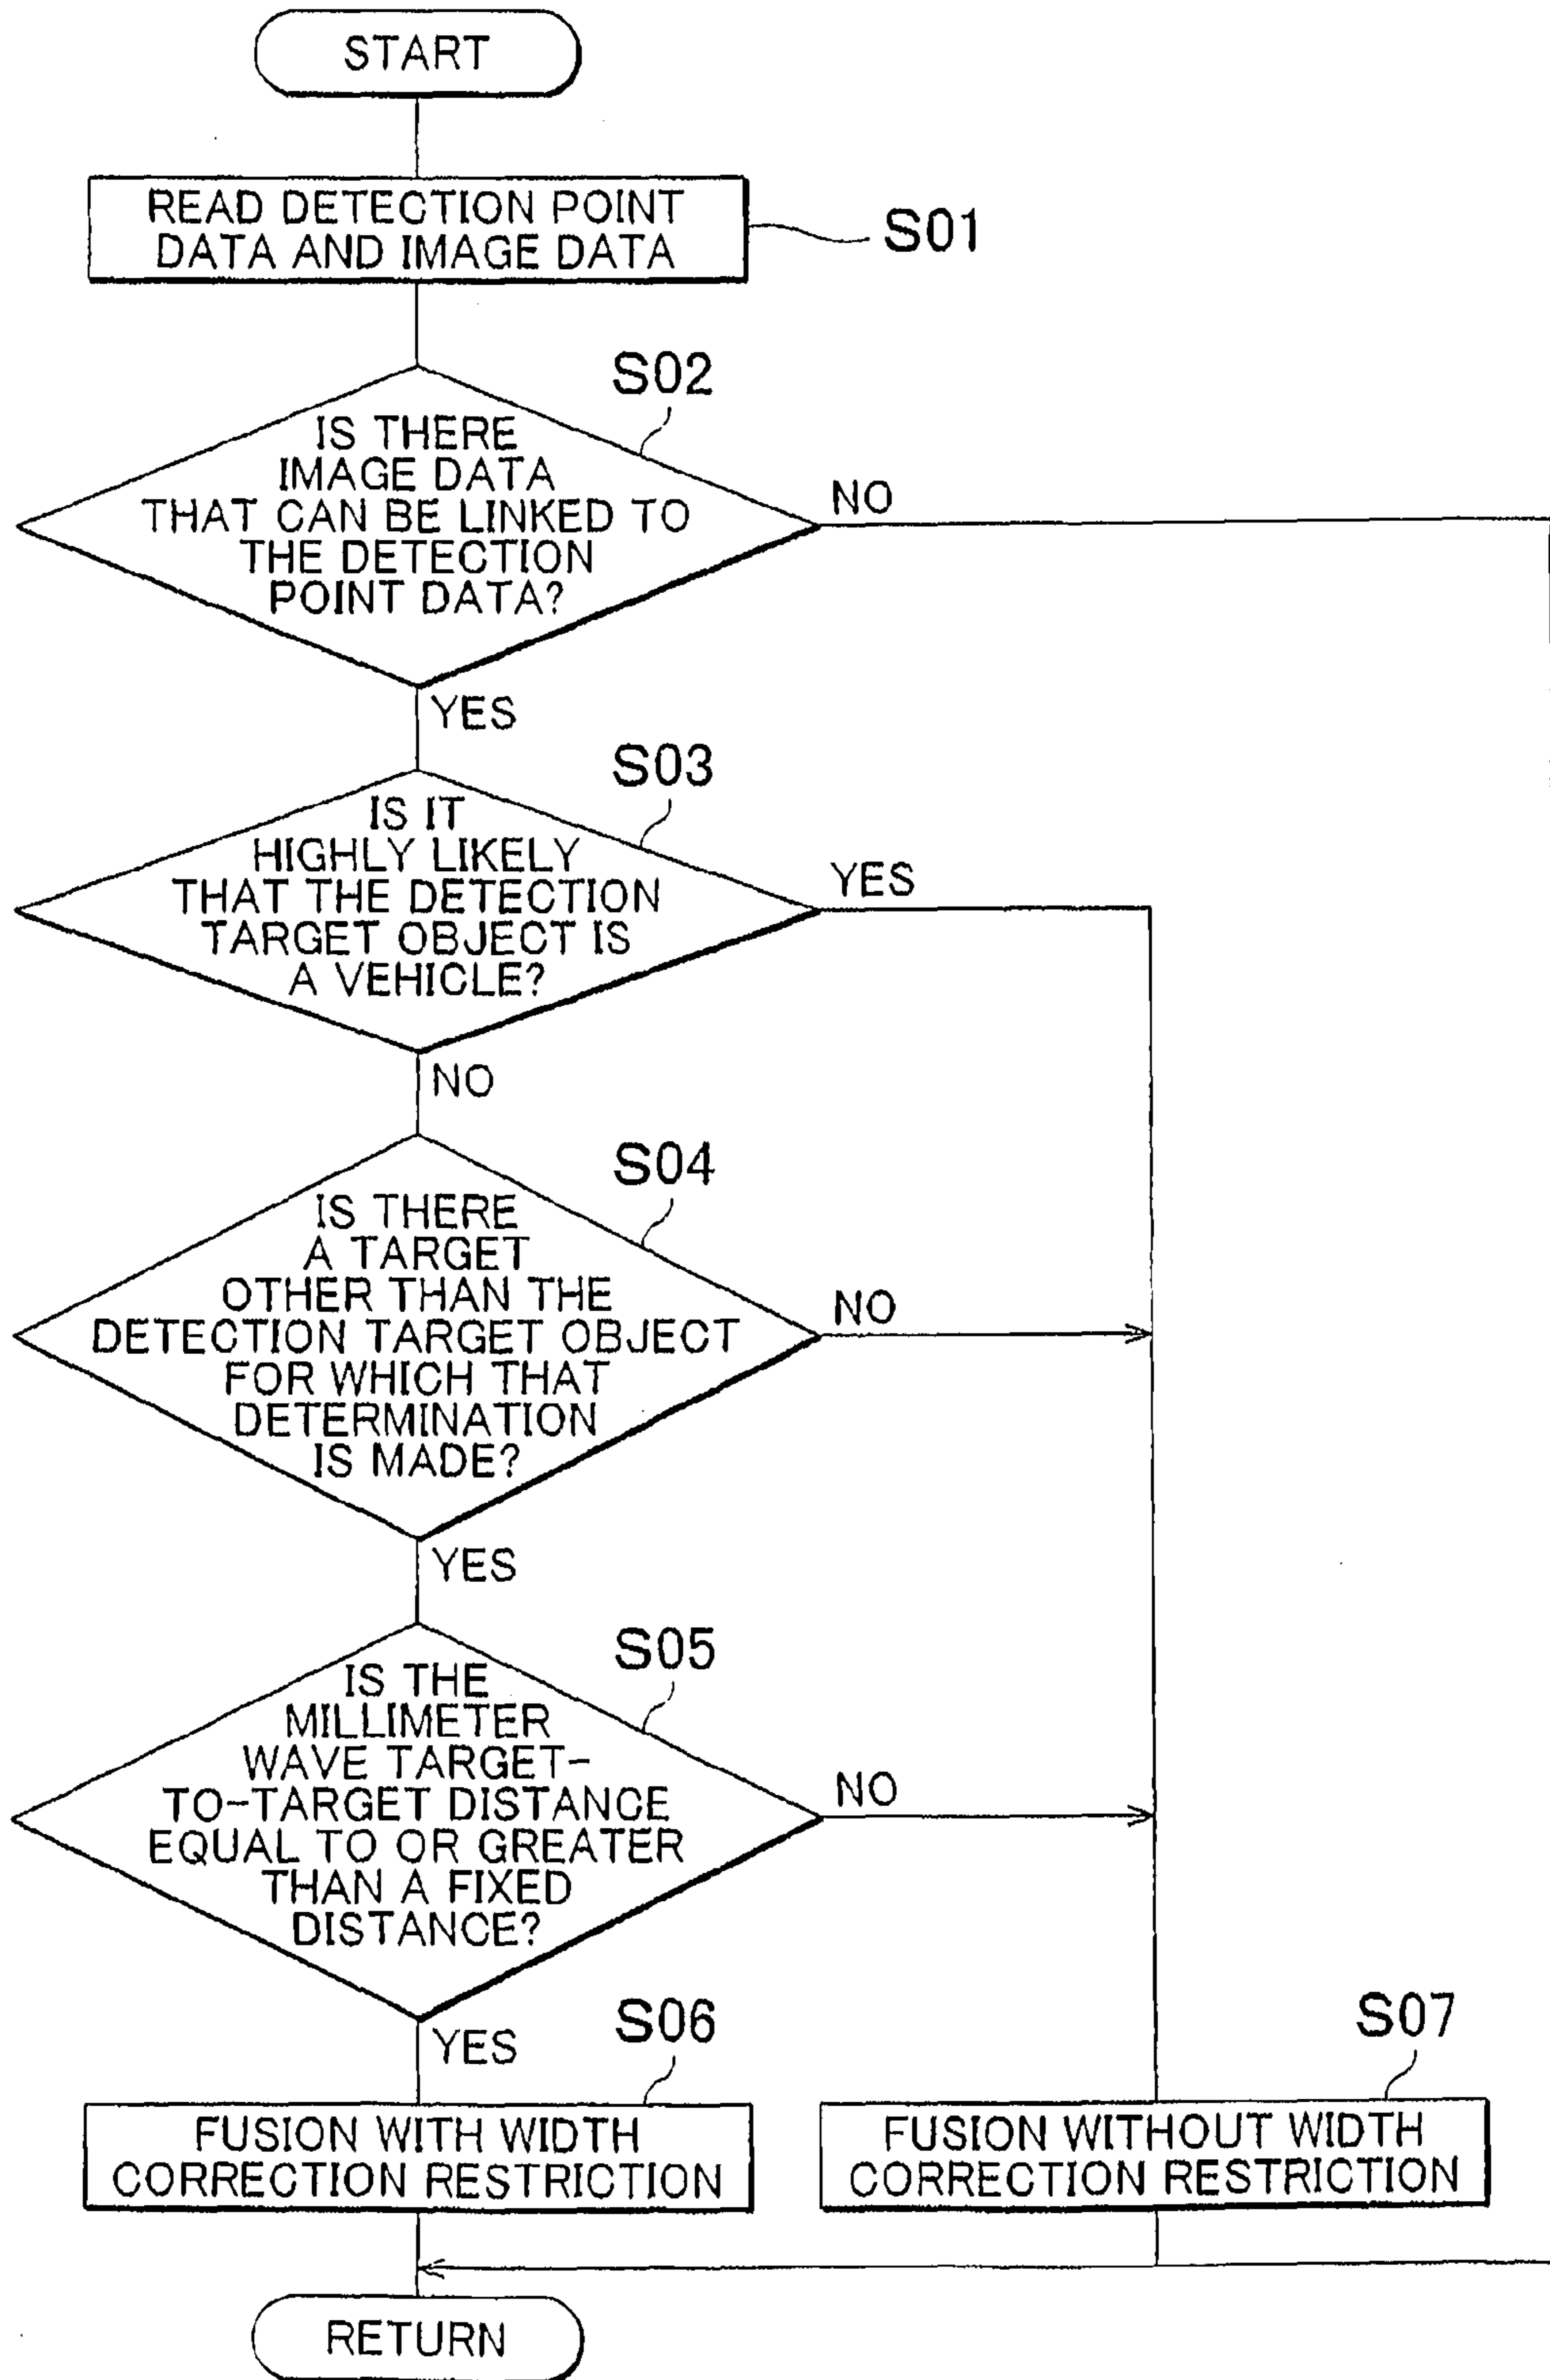 START
READ DETECTION POINT
DATA AND IMAGE DATA
S01
S02
IS THERE
IMAGE DATA
THAT CAN BE LINKED TO
THE DETECTION
POINT DATA?
NO
YES
S03
IS IT
HIGHLY LIKELY
THAT THE DETECTION
TARGET OBJECT IS
A VEHICLE?
YES
NO
S04
IS THERE
A TARGET
OTHER THAN THE
DETECTION TARGET OBJECT
FOR WHICH THAT
DETERMINATION
IS MADE?
NO
YES
S05
IS THE
MILLIMETER
WAVE TARGET-
TO-TARGET DISTANCE
EQUAL TO OR GREATER
THAN A FIXED
DISTANCE?
NO
YES
S06
FUSION WITH WIDTH
CORRECTION RESTRICTION
S07
FUSION WITHOUT WIDTH
CORRECTION RESTRICTION
RETURN